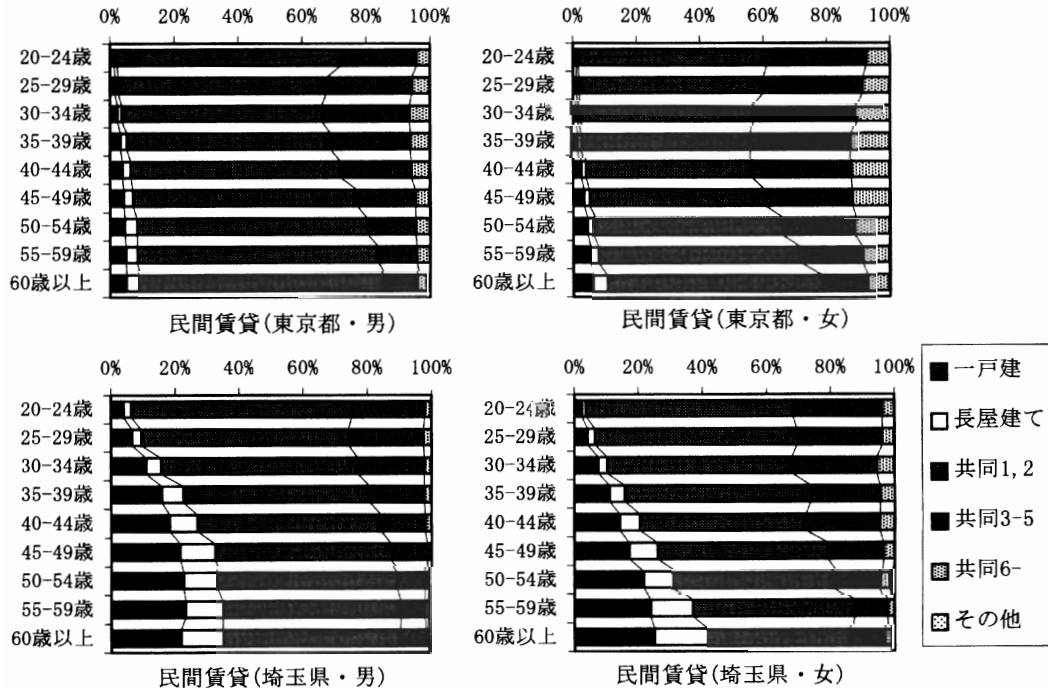 0% 20% 40% 60% 80% 100%
20-24歳
25-29歳
30-34歳
35-39歳
40-44歳
45-49歳
50-54歳
55-59歳
60歳以上
民間賃貸(東京都・男)
0% 20% 40% 60% 80% 100%
20-24歳
25-29歳
30-34歳
35-39歳
40-44歳
45-49歳
50-54歳
55-59歳
60歳以上
民間賃貸(東京都・女)
0% 20% 40% 60% 80% 100%
20-24歳
25-29歳
30-34歳
35-39歳
40-44歳
45-49歳
50-54歳
55-59歳
60歳以上
民間賃貸(埼玉県・男)
0% 20% 40% 60% 80% 100%
20-24歳
25-29歳
30-34歳
35-39歳
40-44歳
45-49歳
50-54歳
55-59歳
60歳以上
民間賃貸(埼玉県・女)
一戸建
長屋建て
共同1,2
共同3-5
共同6-
その他